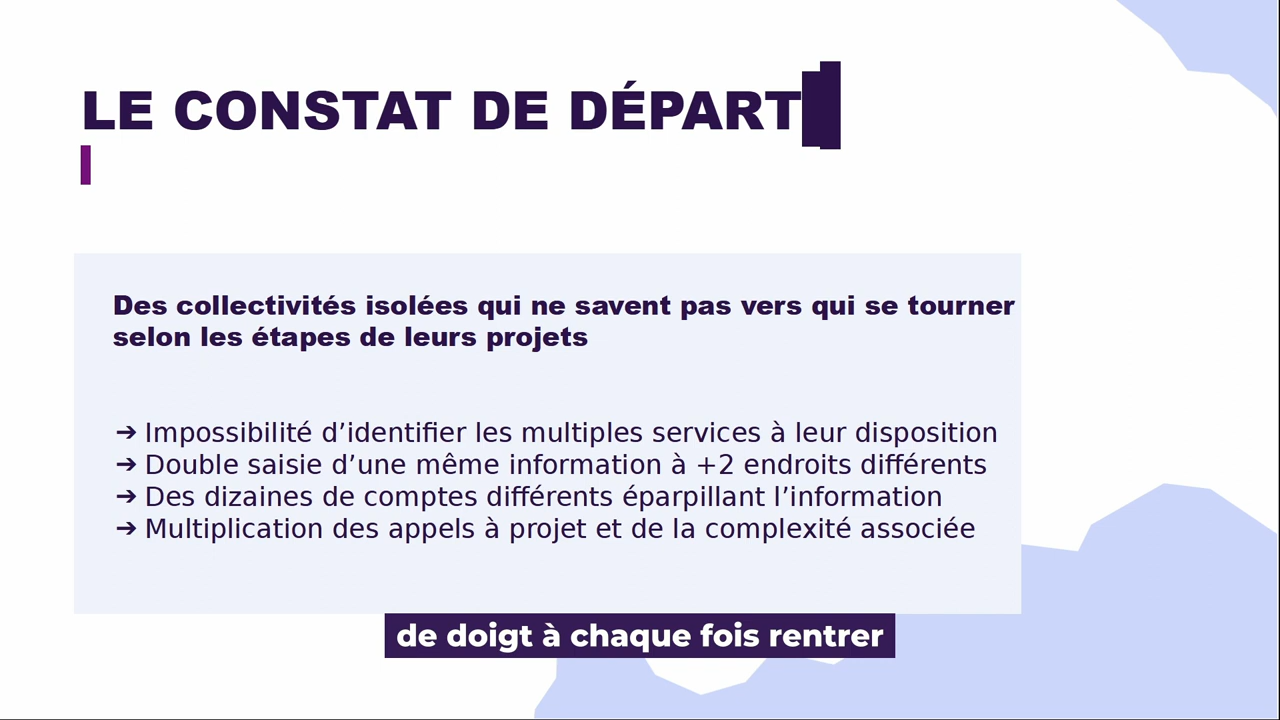 LE CONSTAT DE DÉPART
Des collectivités isolées qui ne savent pas vers qui se tourner
selon les étapes de leurs projets
➔ Impossibilité d’identifier les multiples services à leur disposition
➔ Double saisie d’une même information à +2 endroits différents
➔ Des dizaines de comptes différents éparpillant l’information
➔ Multiplication des appels à projet et de la complexité associée
de doigt à chaque fois rentrer